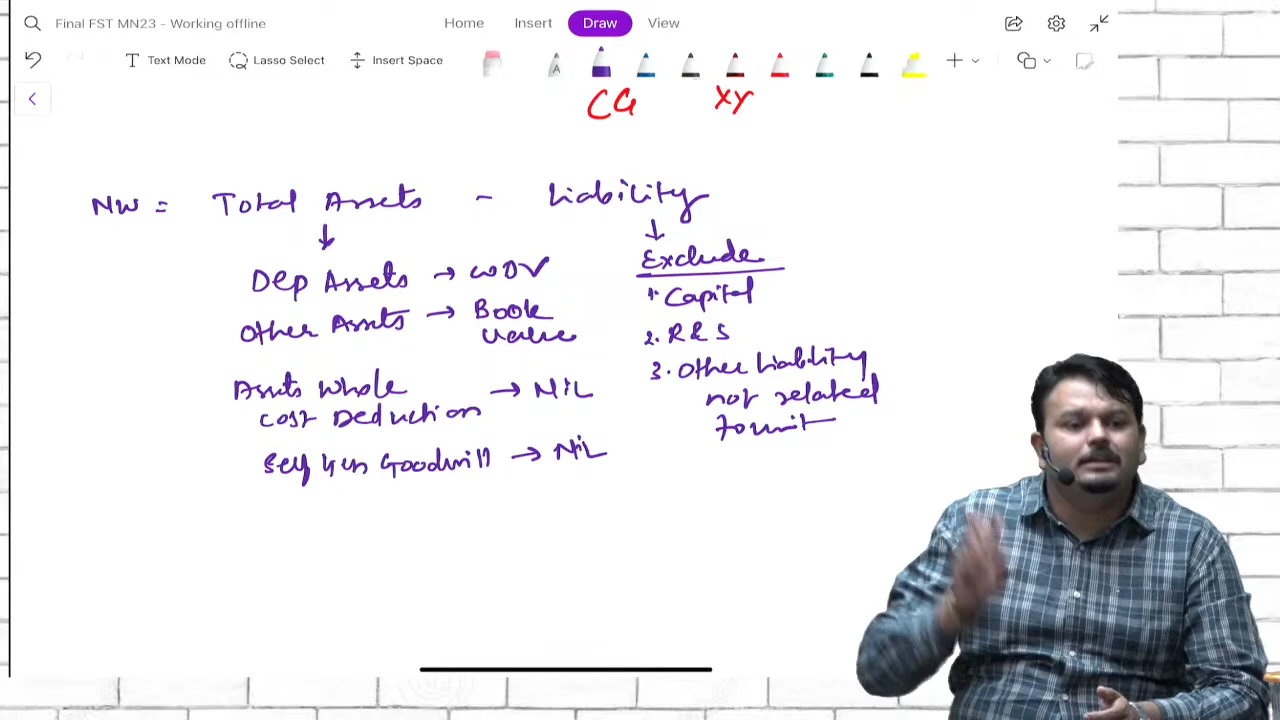 Final FST MN23 - Working offline
Home Insert Draw View
Text Mode Lasso Select Insert Space
A
CG XY
NW = Total Assets - Liability
↓ ↓
Dep Assets → WDV
Other Assets → Book
value
Assets whole
cost Deduction → NIL
Self Gen Goodwill → NIL
Exclude
1. Capital
2. R & S
3. Other Liability
not related
to unit